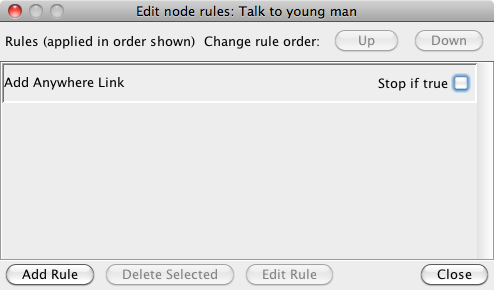 Edit node rules: Talk to young man
Rules (applied in order shown) Change rule order: Up Down
Add Anywhere Link Stop if true
Add Rule Delete Selected Edit Rule Close